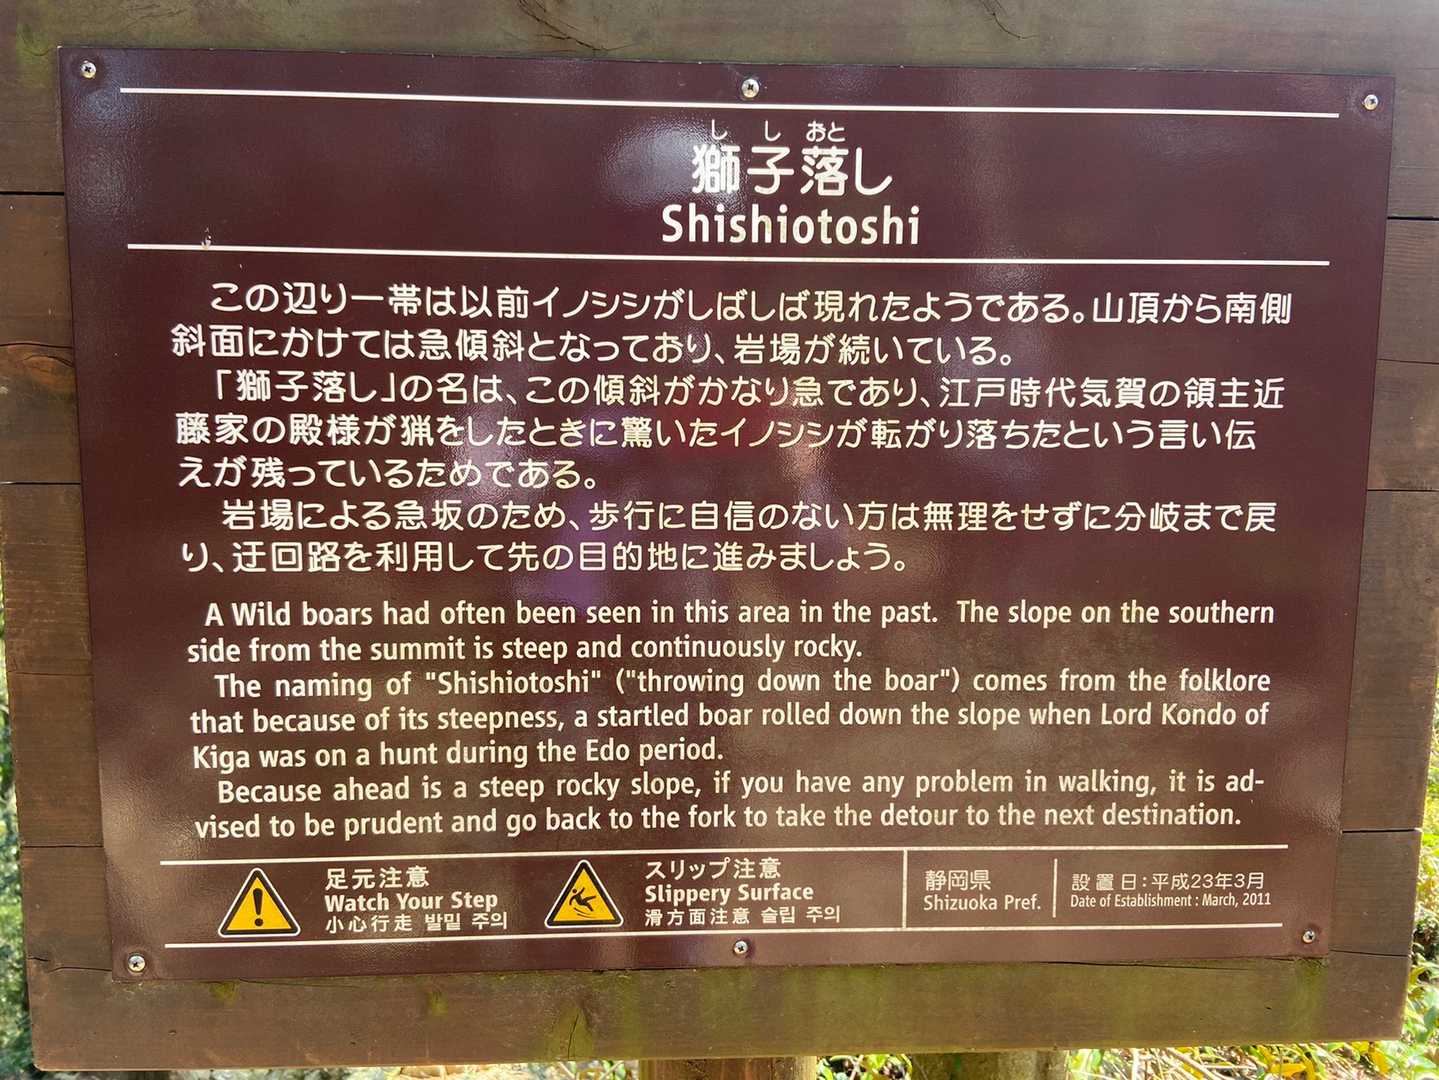 しし おと
獅子落し
Shishiotoshi
この辺り一帯は以前イノシシがしばしば現れたようである。山頂から南側
斜面にかけては急傾斜となっており、岩場が続いている。
「獅子落し」の名は、この傾斜がかなり急であり、江戸時代気賀の領主近
藤家の殿様が猟をしたときに驚いたイノシシが転がり落ちたという言い伝
えが残っているためである。
岩場による急坂のため、歩行に自信のない方は無理をせずに分岐まで戻
り、迂回路を利用して先の目的地に進みましょう。
A Wild boars had often been seen in this area in the past. The slope on the southern
side from the summit is steep and continuously rocky.
The naming of "Shishiotoshi" ("throwing down the boar") comes from the folklore
that because of its steepness, a startled boar rolled down the slope when Lord Kondo of
Kiga was on a hunt during the Edo period.
Because ahead is a steep rocky slope, if you have any problem in walking, it is ad-
vised to be prudent and go back to the fork to take the detour to the next destination.
足元注意
Watch Your Step
小心行走 발밑 주의
スリップ注意
Slippery Surface
滑方面注意 슬립 주의
静岡県
Shizuoka Pref.
設置日：平成23年3月
Date of Establishment : March, 2011